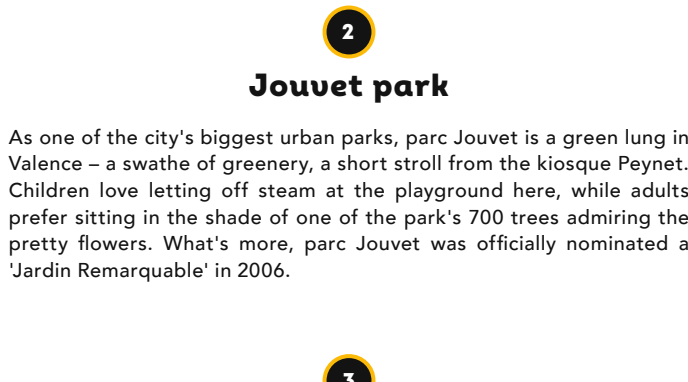 2
Jouvet park
As one of the city's biggest urban parks, parc Jouvet is a green lung in
Valence – a swathe of greenery, a short stroll from the kiosque Peynet.
Children love letting off steam at the playground here, while adults
prefer sitting in the shade of one of the park's 700 trees admiring the
pretty flowers. What's more, parc Jouvet was officially nominated a
'Jardin Remarquable' in 2006.
3